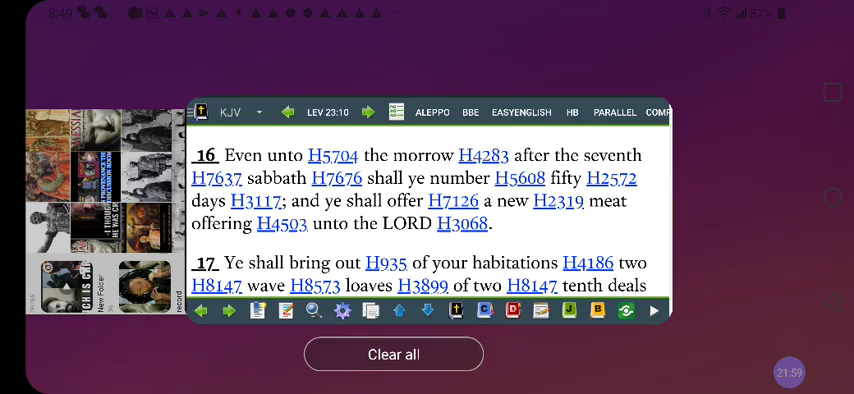 8:49
87%
KJV
LEV 23:10
ALEPPO
BBE
EASYENGLISH
HB
PARALLEL
COMP
16 Even unto H5704 the morrow H4283 after the seventh
H7637 sabbath H7676 shall ye number H5608 fifty H2572
days H3117; and ye shall offer H7126 a new H2319 meat
offering H4503 unto the LORD H3068.
17 Ye shall bring out H935 of your habitations H4186 two
H8147 wave H8573 loaves H3899 of two H8147 tenth deals
C
D
J
B
MESSIA
New Folder
record
Clear all
21:59